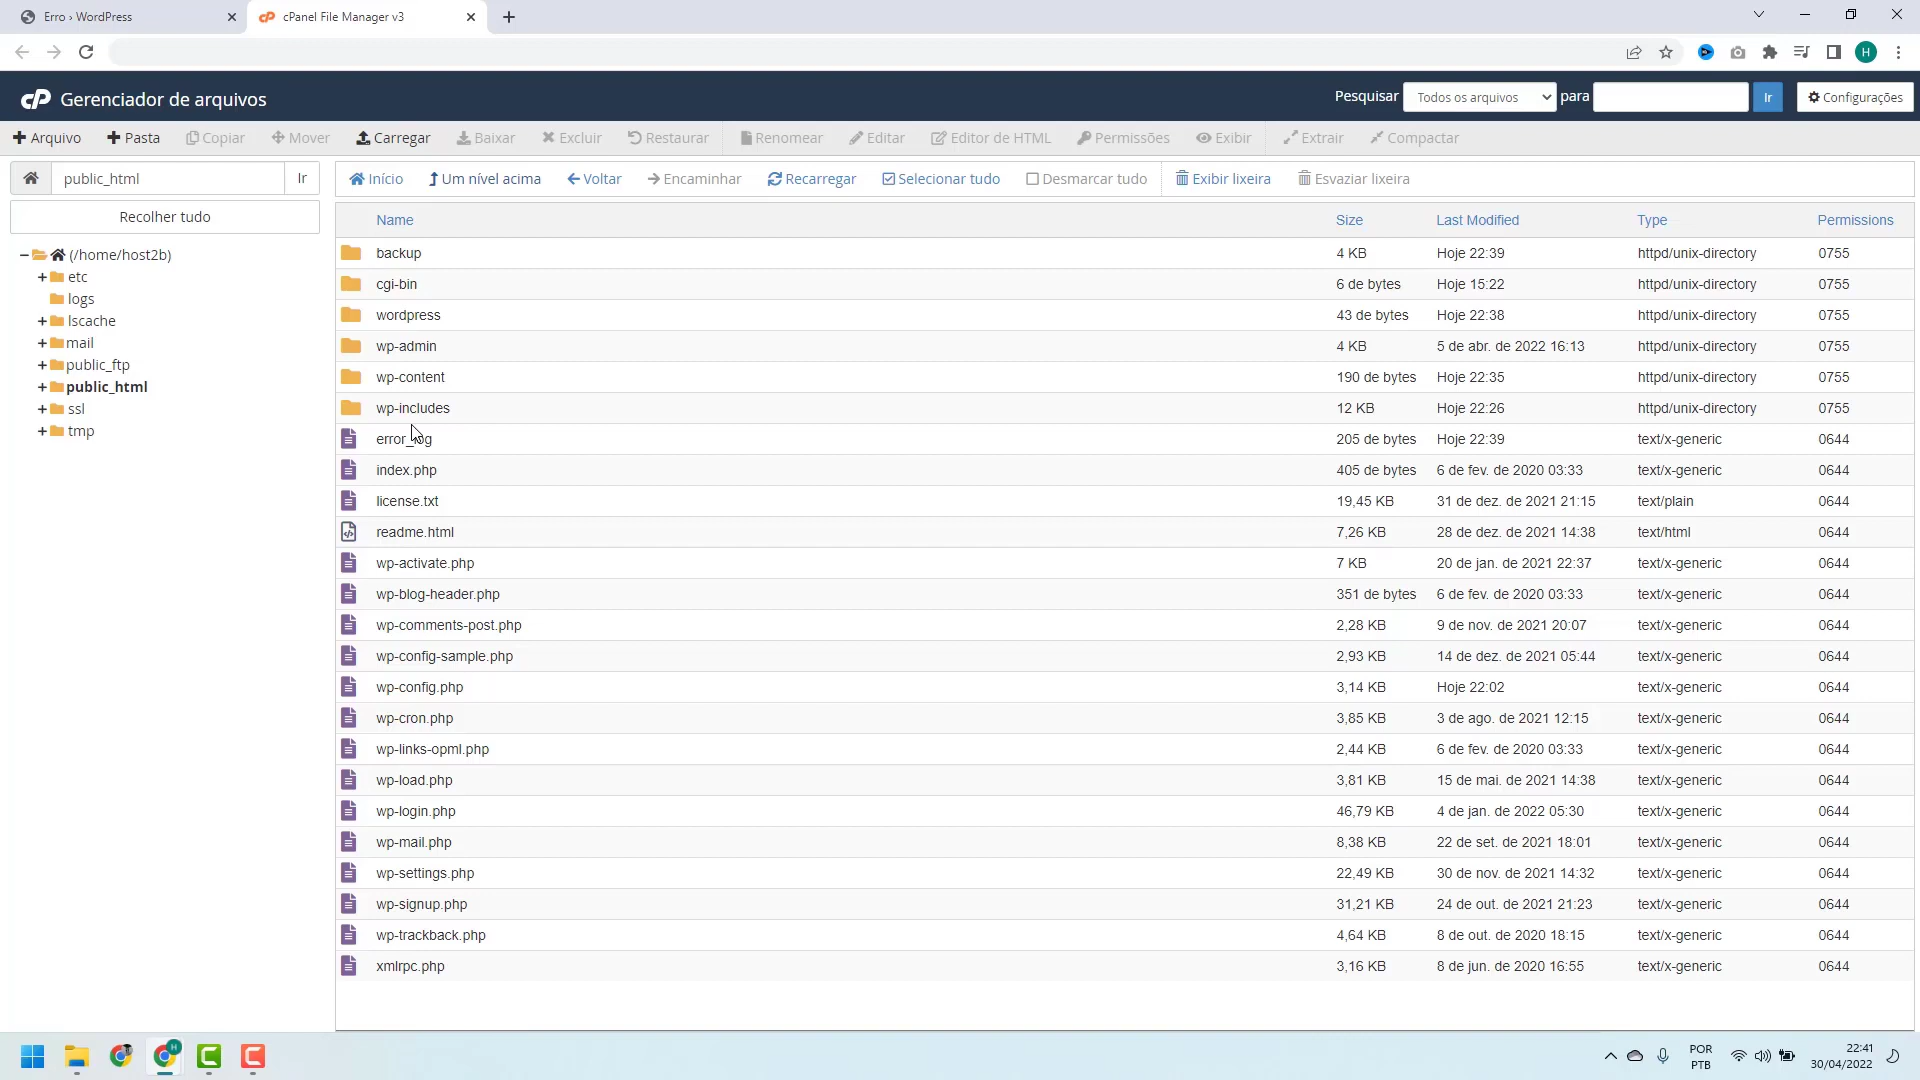 Erro › WordPress
cPanel File Manager v3
H
cP Gerenciador de arquivos
Pesquisar Todos os arquivos para Ir Configurações
Arquivo Pasta Copiar Mover Carregar Baixar Excluir Restaurar Renomear Editar Editor de HTML Permissões Exibir Extrair Compactar
public_html Ir
Início Um nível acima Voltar Encaminhar Recarregar Selecionar tudo Desmarcar tudo Exibir lixeira Esvaziar lixeira
Recolher tudo
(/home/host2b)
etc
logs
lscache
mail
public_ftp
public_html
ssl
tmp
Name Size Last Modified Type Permissions
backup 4 KB Hoje 22:39 httpd/unix-directory 0755
cgi-bin 6 de bytes Hoje 15:22 httpd/unix-directory 0755
wordpress 43 de bytes Hoje 22:38 httpd/unix-directory 0755
wp-admin 4 KB 5 de abr. de 2022 16:13 httpd/unix-directory 0755
wp-content 190 de bytes Hoje 22:35 httpd/unix-directory 0755
wp-includes 12 KB Hoje 22:26 httpd/unix-directory 0755
error_log 205 de bytes Hoje 22:39 text/x-generic 0644
index.php 405 de bytes 6 de fev. de 2020 03:33 text/x-generic 0644
license.txt 19,45 KB 31 de dez. de 2021 21:15 text/plain 0644
readme.html 7,26 KB 28 de dez. de 2021 14:38 text/html 0644
wp-activate.php 7 KB 20 de jan. de 2021 22:37 text/x-generic 0644
wp-blog-header.php 351 de bytes 6 de fev. de 2020 03:33 text/x-generic 0644
wp-comments-post.php 2,28 KB 9 de nov. de 2021 20:07 text/x-generic 0644
wp-config-sample.php 2,93 KB 14 de dez. de 2021 05:44 text/x-generic 0644
wp-config.php 3,14 KB Hoje 22:02 text/x-generic 0644
wp-cron.php 3,85 KB 3 de ago. de 2021 12:15 text/x-generic 0644
wp-links-opml.php 2,44 KB 6 de fev. de 2020 03:33 text/x-generic 0644
wp-load.php 3,81 KB 15 de mai. de 2021 14:38 text/x-generic 0644
wp-login.php 46,79 KB 4 de jan. de 2022 05:30 text/x-generic 0644
wp-mail.php 8,38 KB 22 de set. de 2021 18:01 text/x-generic 0644
wp-settings.php 22,49 KB 30 de nov. de 2021 14:32 text/x-generic 0644
wp-signup.php 31,21 KB 24 de out. de 2021 21:23 text/x-generic 0644
wp-trackback.php 4,64 KB 8 de out. de 2020 18:15 text/x-generic 0644
xmlrpc.php 3,16 KB 8 de jun. de 2020 16:55 text/x-generic 0644
H
POR
PTB
22:41
30/04/2022